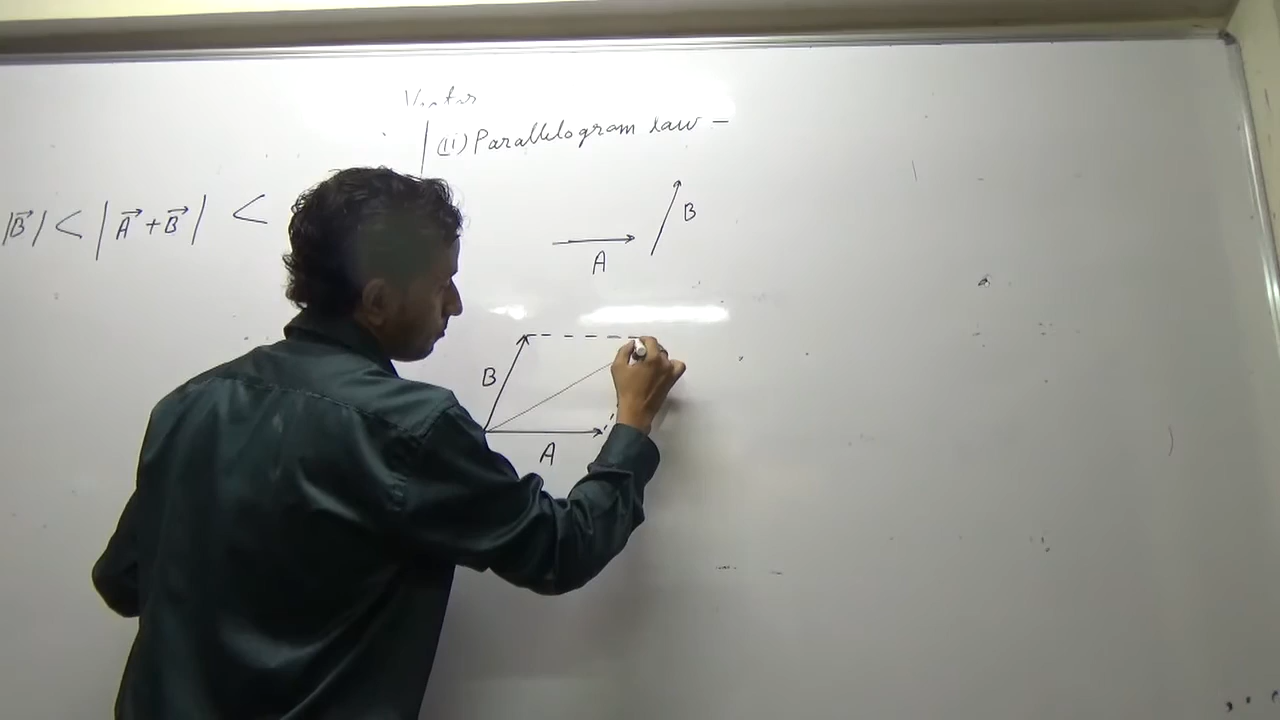 Vector
(ii) Parallelogram law –
|B⃗| < |A⃗ + B⃗| <
B
A
B
A